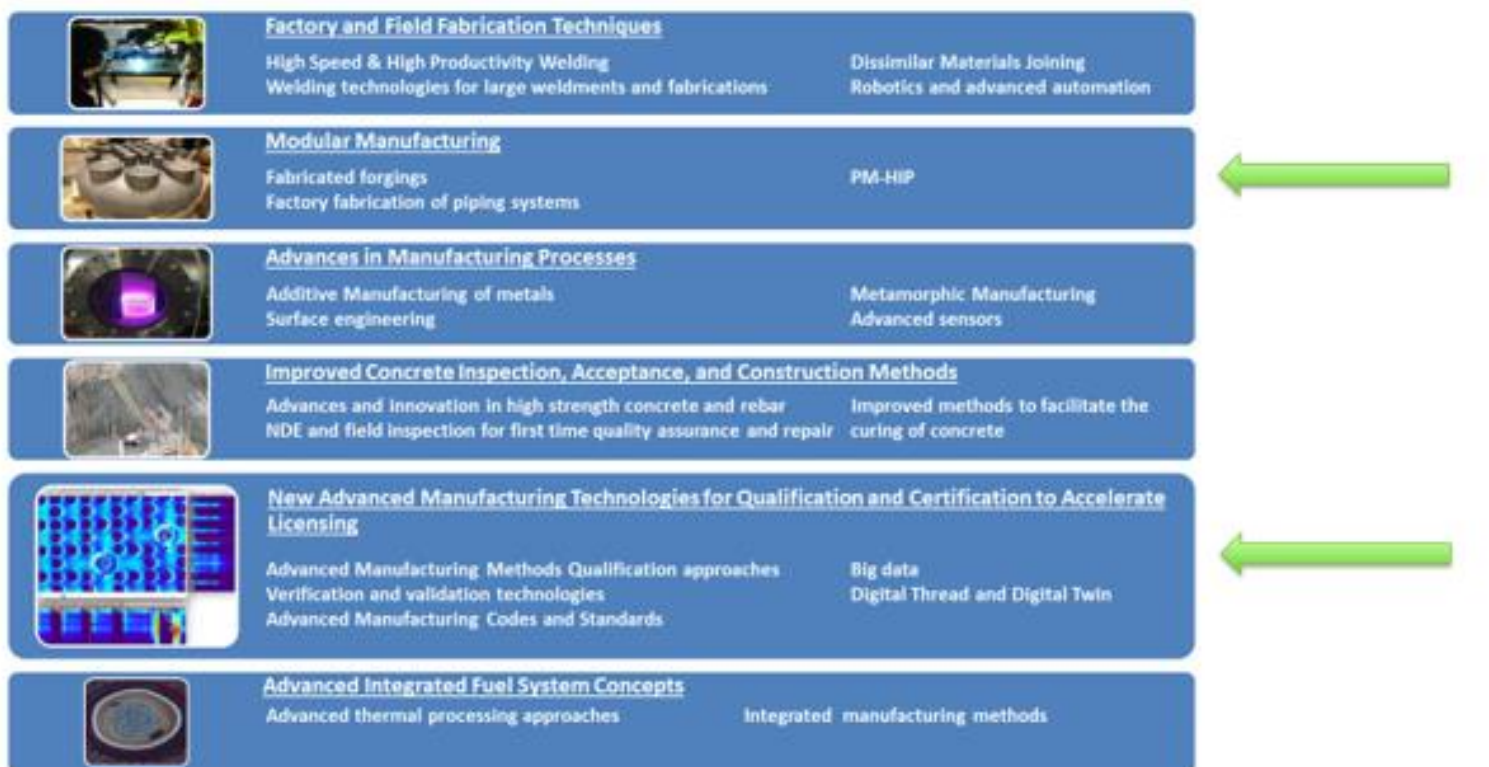 Factory and Field Fabrication Techniques
High Speed & High Productivity Welding
Welding technologies for large weldments and fabrications
Dissimilar Materials Joining
Robotics and advanced automation
Modular Manufacturing
Fabricated forgings
Factory fabrication of piping systems
PM-HIP
Advances in Manufacturing Processes
Additive Manufacturing of metals
Surface engineering
Metamorphic Manufacturing
Advanced sensors
Improved Concrete Inspection, Acceptance, and Construction Methods
Advances and innovation in high strength concrete and rebar
NDE and field inspection for first time quality assurance and repair
Improved methods to facilitate the
curing of concrete
New Advanced Manufacturing Technologies for Qualification and Certification to Accelerate
Licensing
Advanced Manufacturing Methods Qualification approaches
Verification and validation technologies
Advanced Manufacturing Codes and Standards
Big data
Digital Thread and Digital Twin
Advanced Integrated Fuel System Concepts
Advanced thermal processing approaches
Integrated manufacturing methods